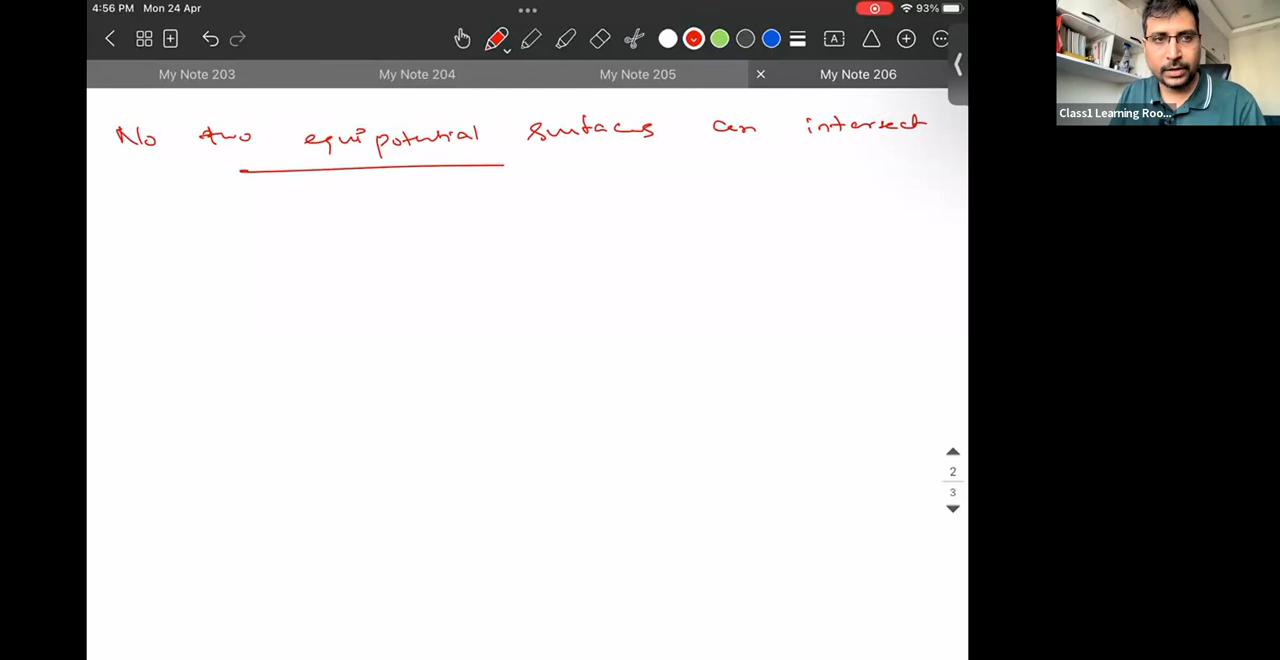 4:56 PM Mon 24 Apr
93%
My Note 203
My Note 204
My Note 205
My Note 206
Class1 Learning Roo...
No two equipotential surfaces can intersect
A
2
3